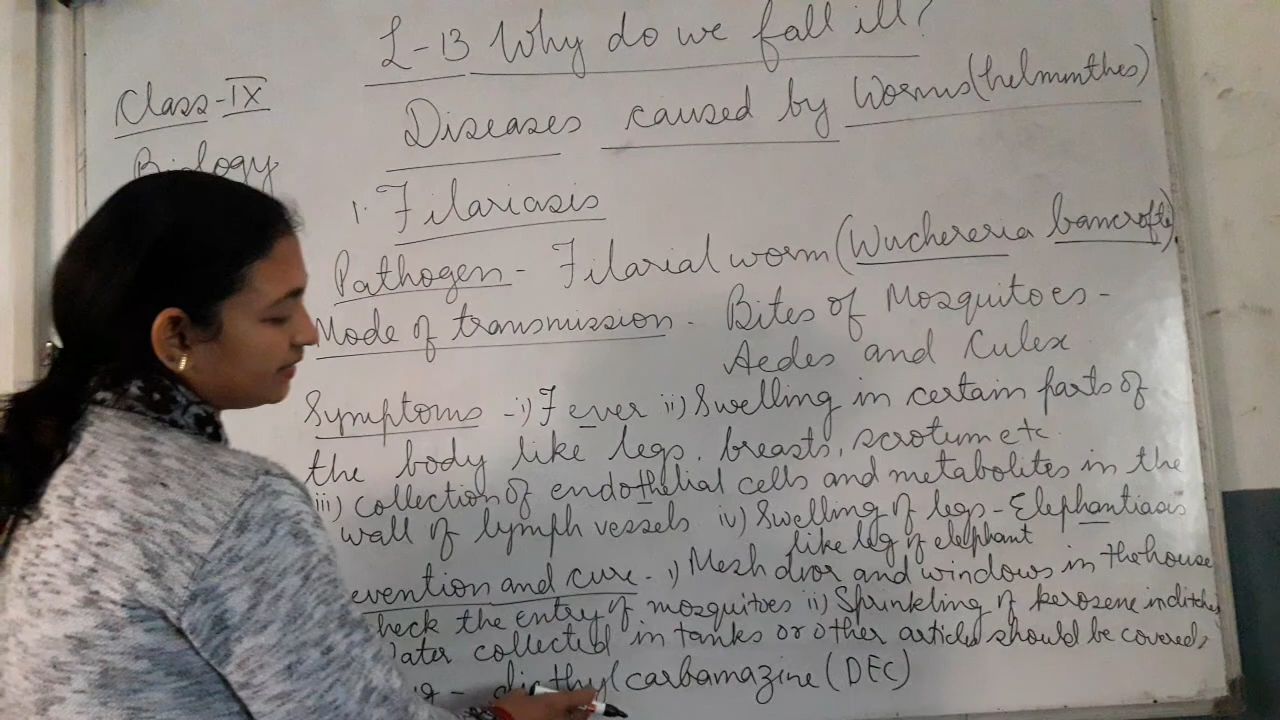 L-13 Why do we fall ill?
Class-IX
Diseases caused by Worms (helminthes)
Biology
1. Filariasis
Pathogen - Filarial worm (Wuchereria bancrofte).
Mode of transmission - Bites of Mosquitoes -
Aedes and Culex
Symptoms - i) Fever ii) Swelling in certain parts of
the body like legs, breasts, scrotum etc.
iii) Collection of endothelial cells and metabolites in the
wall of lymph vessels iv) Swelling of legs - Elephantiasis
like leg of elephant
evention and cure - i) Mesh door and windows in the house
heck the entry of mosquitoes ii) Sprinkling of kerosene in ditches
ater collected in tanks or other articles should be covered,
ug - diethylcarbamazine (DEC)